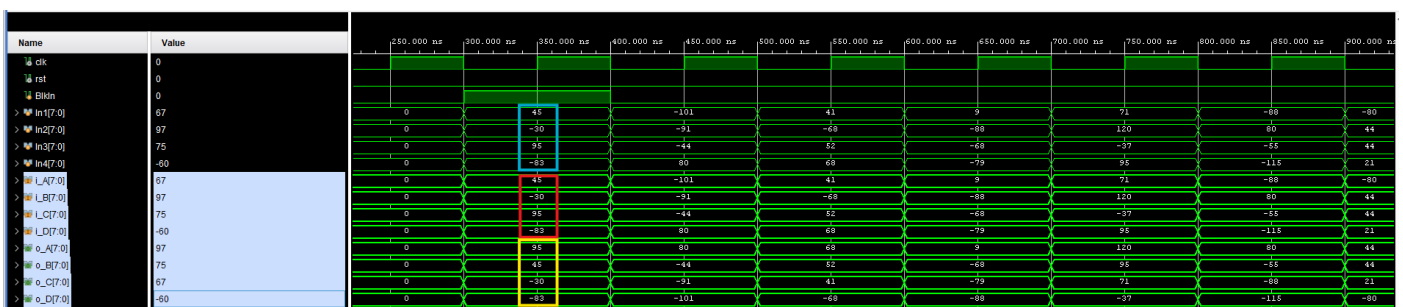 Name Value 250.000 ns 300.000 ns 350.000 ns 400.000 ns 450.000 ns 500.000 ns 550.000 ns 600.000 ns 650.000 ns 700.000 ns 750.000 ns 800.000 ns 850.000 ns 900.000 ns
clk 0
rst 0
BlkIn 0
In1[7:0] 67 0 45 -101 41 9 71 -88 -80
In2[7:0] 97 0 -30 -91 -68 -88 120 80 44
In3[7:0] 75 0 95 -44 52 -68 -37 -55 44
In4[7:0] -60 0 -83 80 68 -79 95 -115 21
i_A[7:0] 67 0 45 -101 41 9 71 -88 -80
i_B[7:0] 97 0 -30 -91 -68 -88 120 80 44
i_C[7:0] 75 0 95 -44 52 -68 -37 -55 44
i_D[7:0] -60 0 -83 80 68 -79 95 -115 21
o_A[7:0] 97 0 95 80 68 9 120 80 44
o_B[7:0] 75 0 45 -44 52 -68 95 -55 44
o_C[7:0] 67 0 -30 -91 41 -79 71 -88 21
o_D[7:0] -60 0 -83 -101 -68 -88 -37 -115 -80